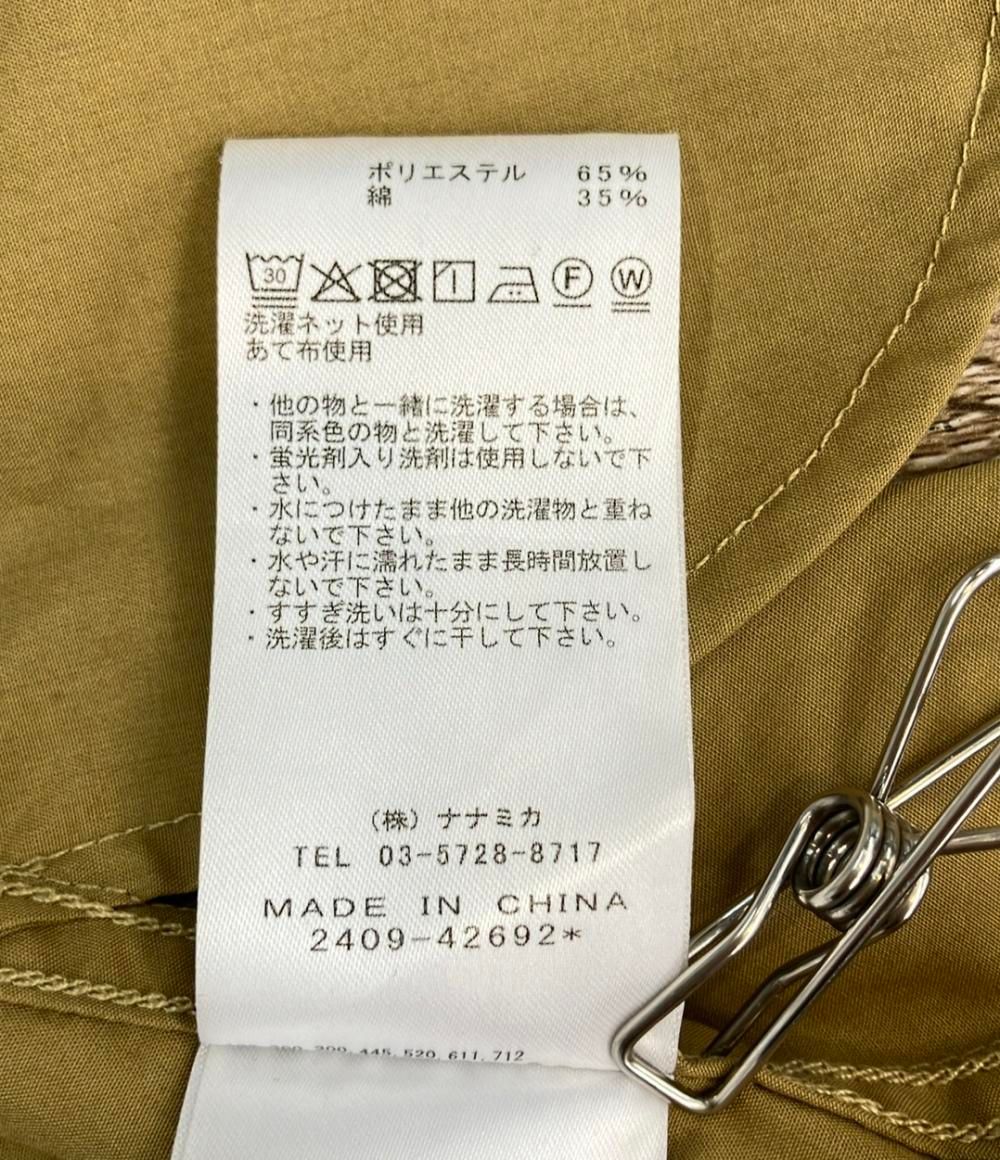 ポリエステル 65%
綿 35%
30 F W
洗濯ネット使用
あて布使用
・他の物と一緒に洗濯する場合は、
同系色の物と洗濯して下さい。
・蛍光剤入り洗剤は使用しないで下
さい。
・水につけたまま他の洗濯物と重ね
ないで下さい。
・水や汗に濡れたまま長時間放置し
ないで下さい。
・すすぎ洗いは十分にして下さい。
・洗濯後はすぐに干して下さい。
(株) ナナミカ
TEL 03-5728-8717
MADE IN CHINA
2409-42692*
445, 520, 611, 712